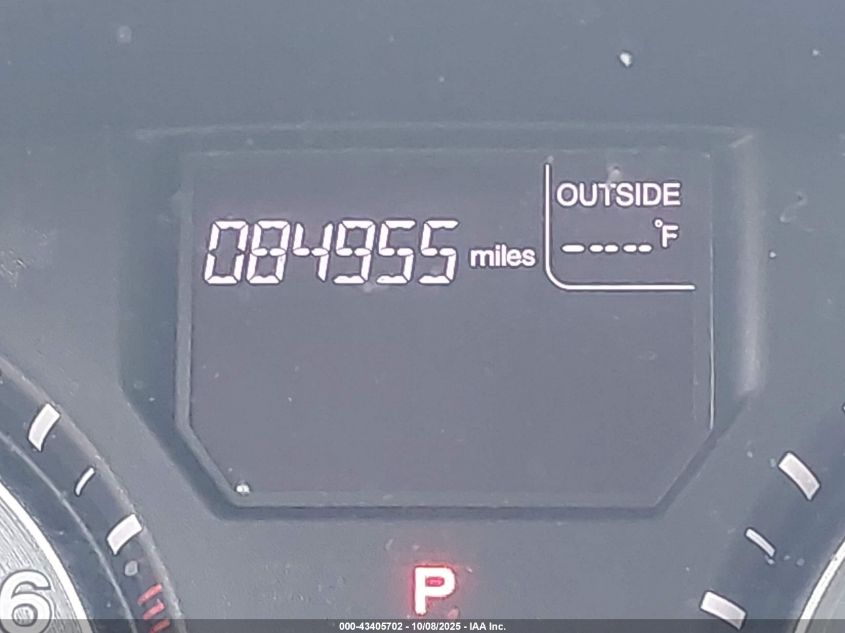 OUTSIDE
084955 miles
----°F
P
6
000-43405702 - 10/08/2025 - IAA Inc.